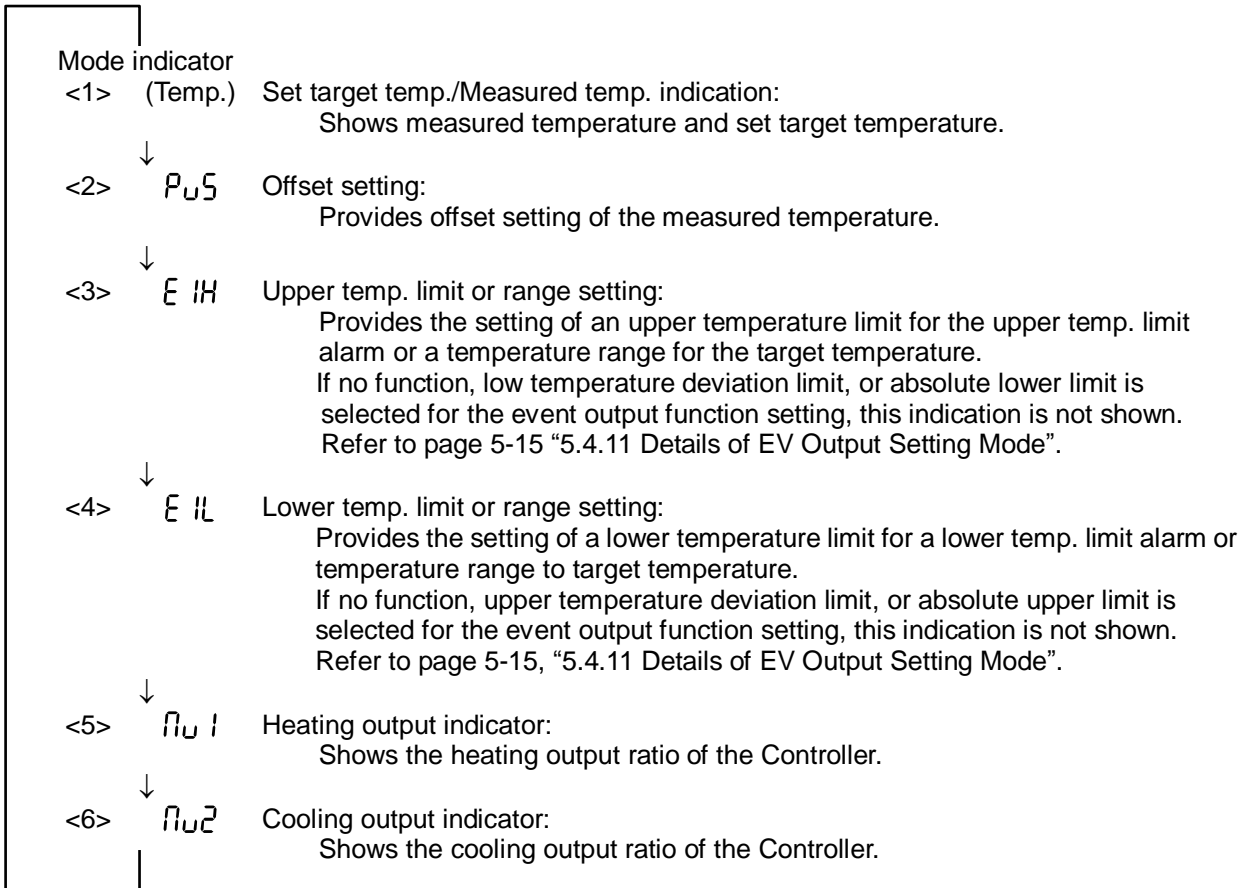 Mode indicator
<1> (Temp.) Set target temp./Measured temp. indication:
Shows measured temperature and set target temperature.
↓
<2> PuS Offset setting:
Provides offset setting of the measured temperature.
↓
<3> E1H Upper temp. limit or range setting:
Provides the setting of an upper temperature limit for the upper temp. limit
alarm or a temperature range for the target temperature.
If no function, low temperature deviation limit, or absolute lower limit is
selected for the event output function setting, this indication is not shown.
Refer to page 5-15 “5.4.11 Details of EV Output Setting Mode”.
↓
<4> E1L Lower temp. limit or range setting:
Provides the setting of a lower temperature limit for a lower temp. limit alarm or
temperature range to target temperature.
If no function, upper temperature deviation limit, or absolute upper limit is
selected for the event output function setting, this indication is not shown.
Refer to page 5-15, “5.4.11 Details of EV Output Setting Mode”.
↓
<5> Mu1 Heating output indicator:
Shows the heating output ratio of the Controller.
↓
<6> Mu2 Cooling output indicator:
Shows the cooling output ratio of the Controller.